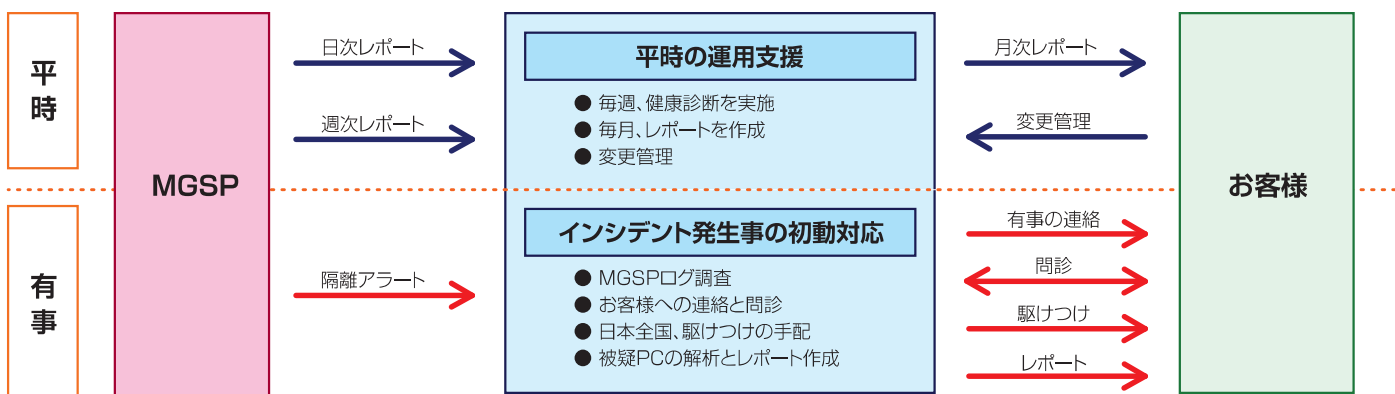 平時
MGSP
日次レポート
週次レポート
平時の運用支援
● 毎週、健康診断を実施
● 毎月、レポートを作成
● 変更管理
月次レポート
変更管理
お客様
有事
隔離アラート
インシデント発生事の初動対応
● MGSPログ調査
● お客様への連絡と問診
● 日本全国、駆けつけの手配
● 被疑PCの解析とレポート作成
有事の連絡
問診
駆けつけ
レポート